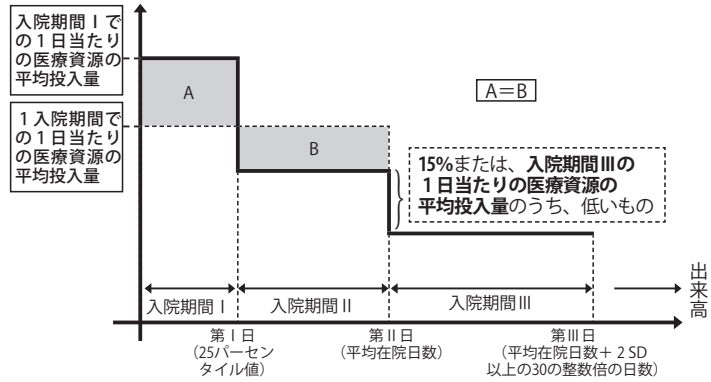 入院期間Ⅰで
の1日当たり
の医療資源の
平均投入量
1入院期間で
の1日当たり
の医療資源の
平均投入量
A
B
A=B
15%または、入院期間Ⅲの
1日当たりの医療資源の
平均投入量のうち、低いもの
入院期間Ⅰ
入院期間Ⅱ
入院期間Ⅲ
出来高
第Ⅰ日
(25パーセン
タイル値)
第Ⅱ日
(平均在院日数)
第Ⅲ日
(平均在院日数+2SD
以上の30の整数倍の日数)